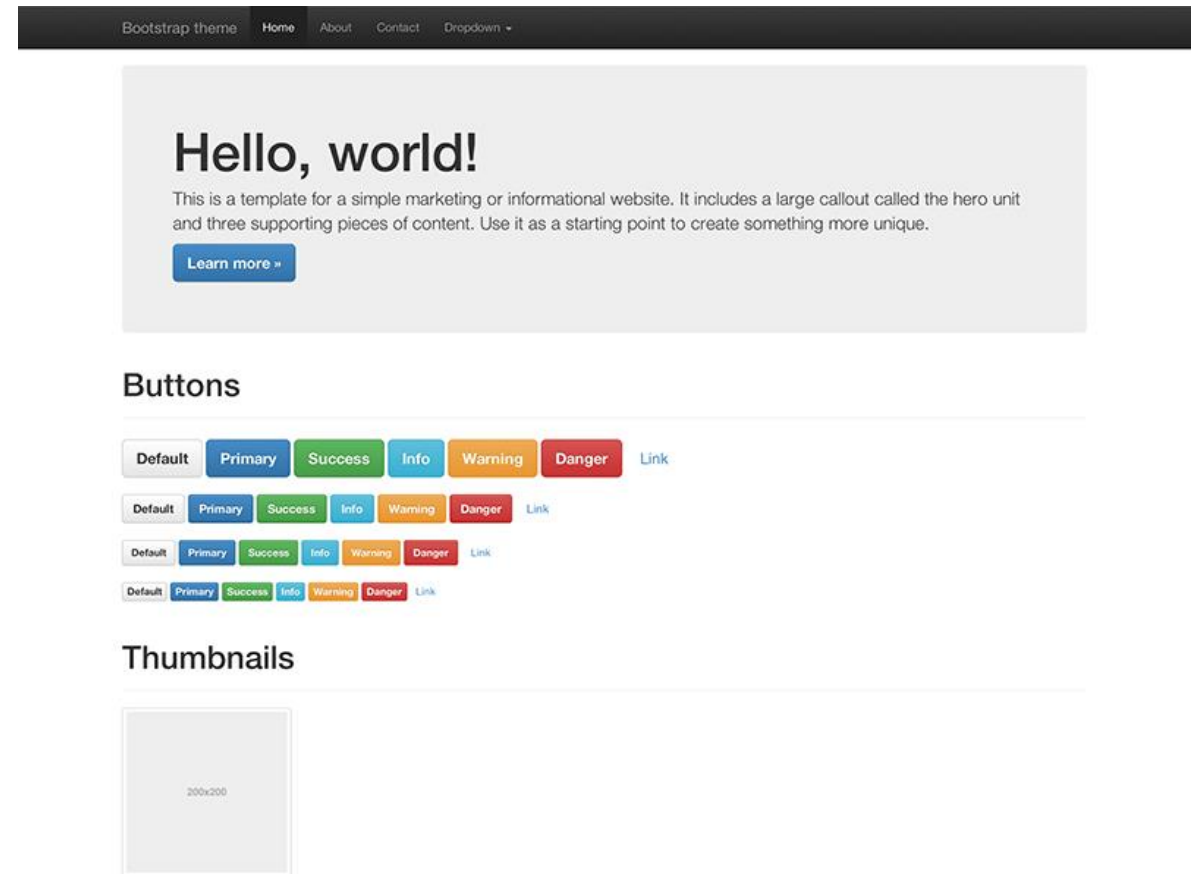 Bootstrap theme Home About Contact Dropdown
Hello, world!
This is a template for a simple marketing or informational website. It includes a large callout called the hero unit
and three supporting pieces of content. Use it as a starting point to create something more unique.
Learn more »
Buttons
Default Primary Success Info Warning Danger Link
Default Primary Success Info Warning Danger Link
Default Primary Success Info Warning Danger Link
Default Primary Success Info Warning Danger Link
Thumbnails
200x200